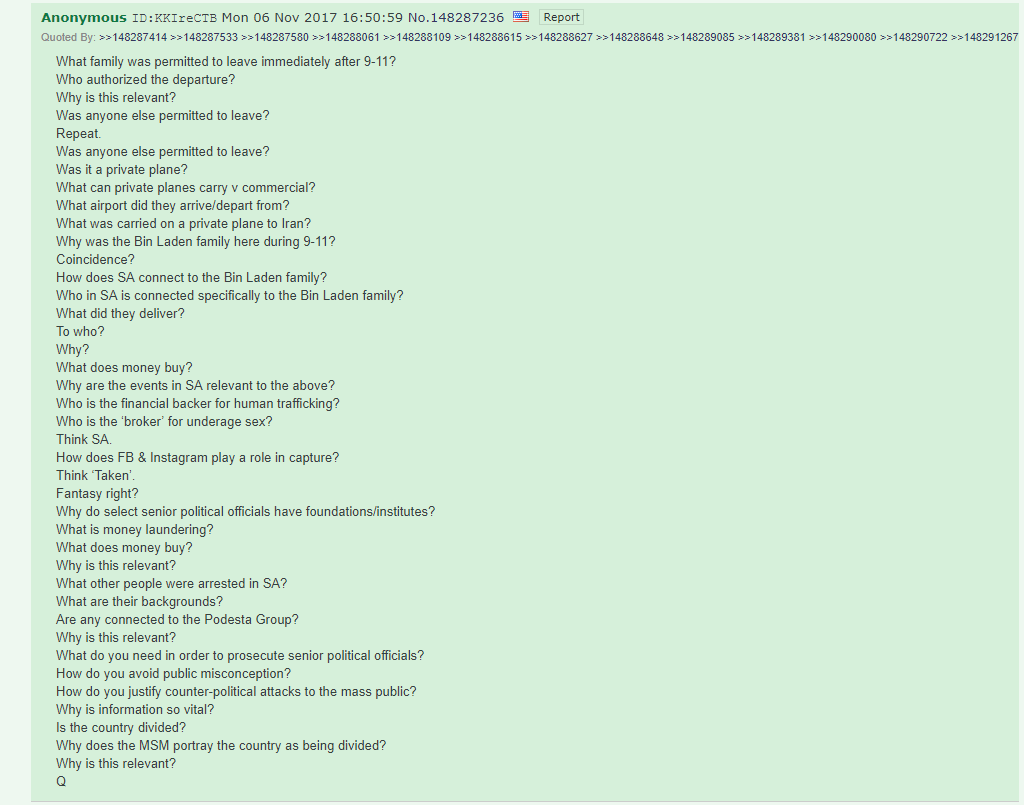 Anonymous ID:KKIreCTB Mon 06 Nov 2017 16:50:59 No.148287236 Report
Quoted By: >>148287414 >>148287533 >>148287580 >>148288061 >>148288109 >>148288615 >>148288627 >>148288648 >>148289085 >>148289381 >>148290080 >>148290722 >>148291267
What family was permitted to leave immediately after 9-11?
Who authorized the departure?
Why is this relevant?
Was anyone else permitted to leave?
Repeat.
Was anyone else permitted to leave?
Was it a private plane?
What can private planes carry v commercial?
What airport did they arrive/depart from?
What was carried on a private plane to Iran?
Why was the Bin Laden family here during 9-11?
Coincidence?
How does SA connect to the Bin Laden family?
Who in SA is connected specifically to the Bin Laden family?
What did they deliver?
To who?
Why?
What does money buy?
Why are the events in SA relevant to the above?
Who is the financial backer for human trafficking?
Who is the ‘broker’ for underage sex?
Think SA.
How does FB & Instagram play a role in capture?
Think ‘Taken’.
Fantasy right?
Why do select senior political officials have foundations/institutes?
What is money laundering?
What does money buy?
Why is this relevant?
What other people were arrested in SA?
What are their backgrounds?
Are any connected to the Podesta Group?
Why is this relevant?
What do you need in order to prosecute senior political officials?
How do you avoid public misconception?
How do you justify counter-political attacks to the mass public?
Why is information so vital?
Is the country divided?
Why does the MSM portray the country as being divided?
Why is this relevant?
Q